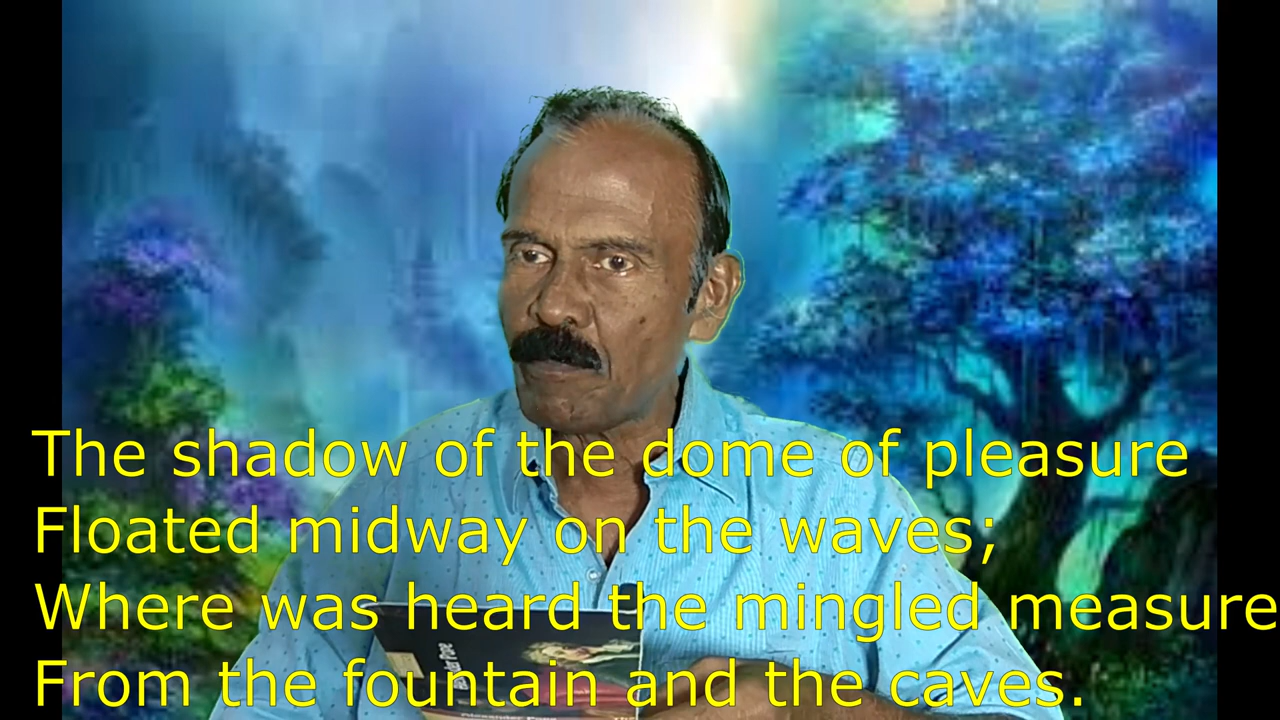 The shadow of the dome of pleasure
Floated midway on the waves;
Where was heard the mingled measure
From the fountain and the caves.